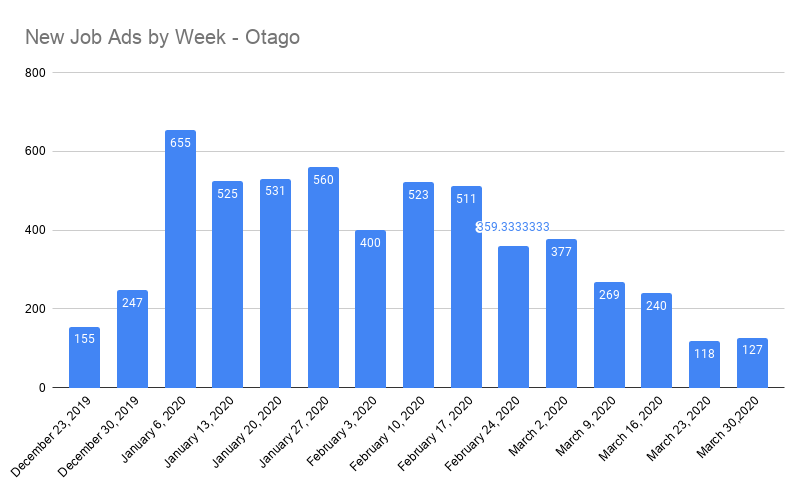 New Job Ads by Week - Otago
800
600
400
200
0
155
247
655
525
531
560
400
523
511
359.3333333
377
269
240
118
127
December 23, 2019
December 30, 2019
January 6, 2020
January 13, 2020
January 20, 2020
January 27, 2020
February 3, 2020
February 10, 2020
February 17, 2020
February 24, 2020
March 2, 2020
March 9, 2020
March 16, 2020
March 23, 2020
March 30,2020